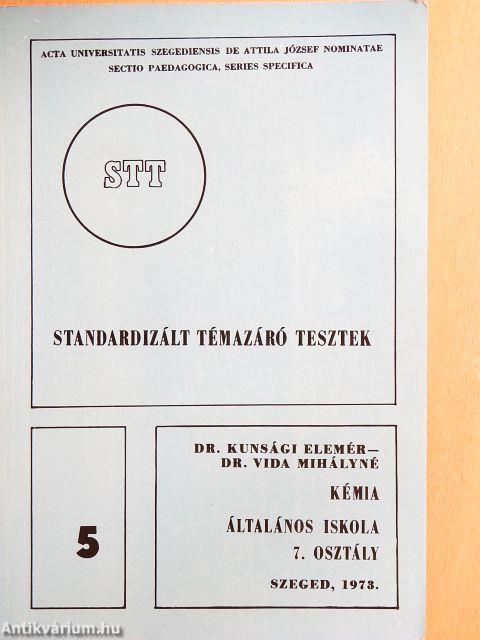 ACTA UNIVERSITATIS SZEGEDIENSIS DE ATTILA JÓZSEF NOMINATAE
SECTIO PAEDAGOGICA, SERIES SPECIFICA
STT
STANDARDIZÁLT TÉMAZÁRÓ TESZTEK
5
DR. KUNSÁGI ELEMÉR—
DR. VIDA MIHÁLYNÉ
KÉMIA
ÁLTALÁNOS ISKOLA
7. OSZTÁLY
SZEGED, 1973.
Antikvárium.hu